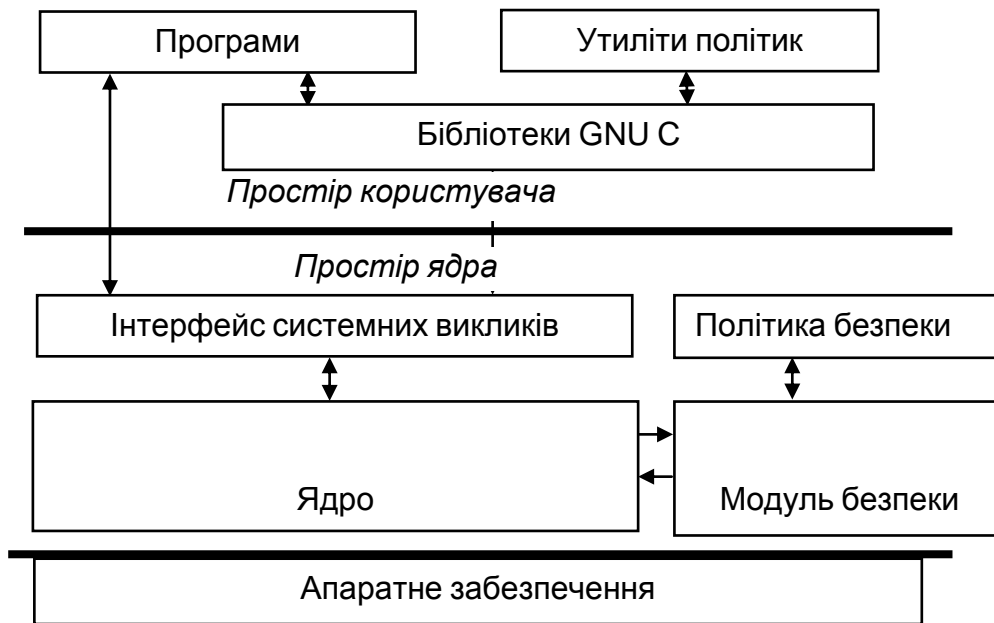 Програми
Утиліти політик
Бібліотеки GNU C
Простір користувача
Простір ядра
Інтерфейс системних викликів
Політика безпеки
Ядро
Модуль безпеки
Апаратне забезпечення